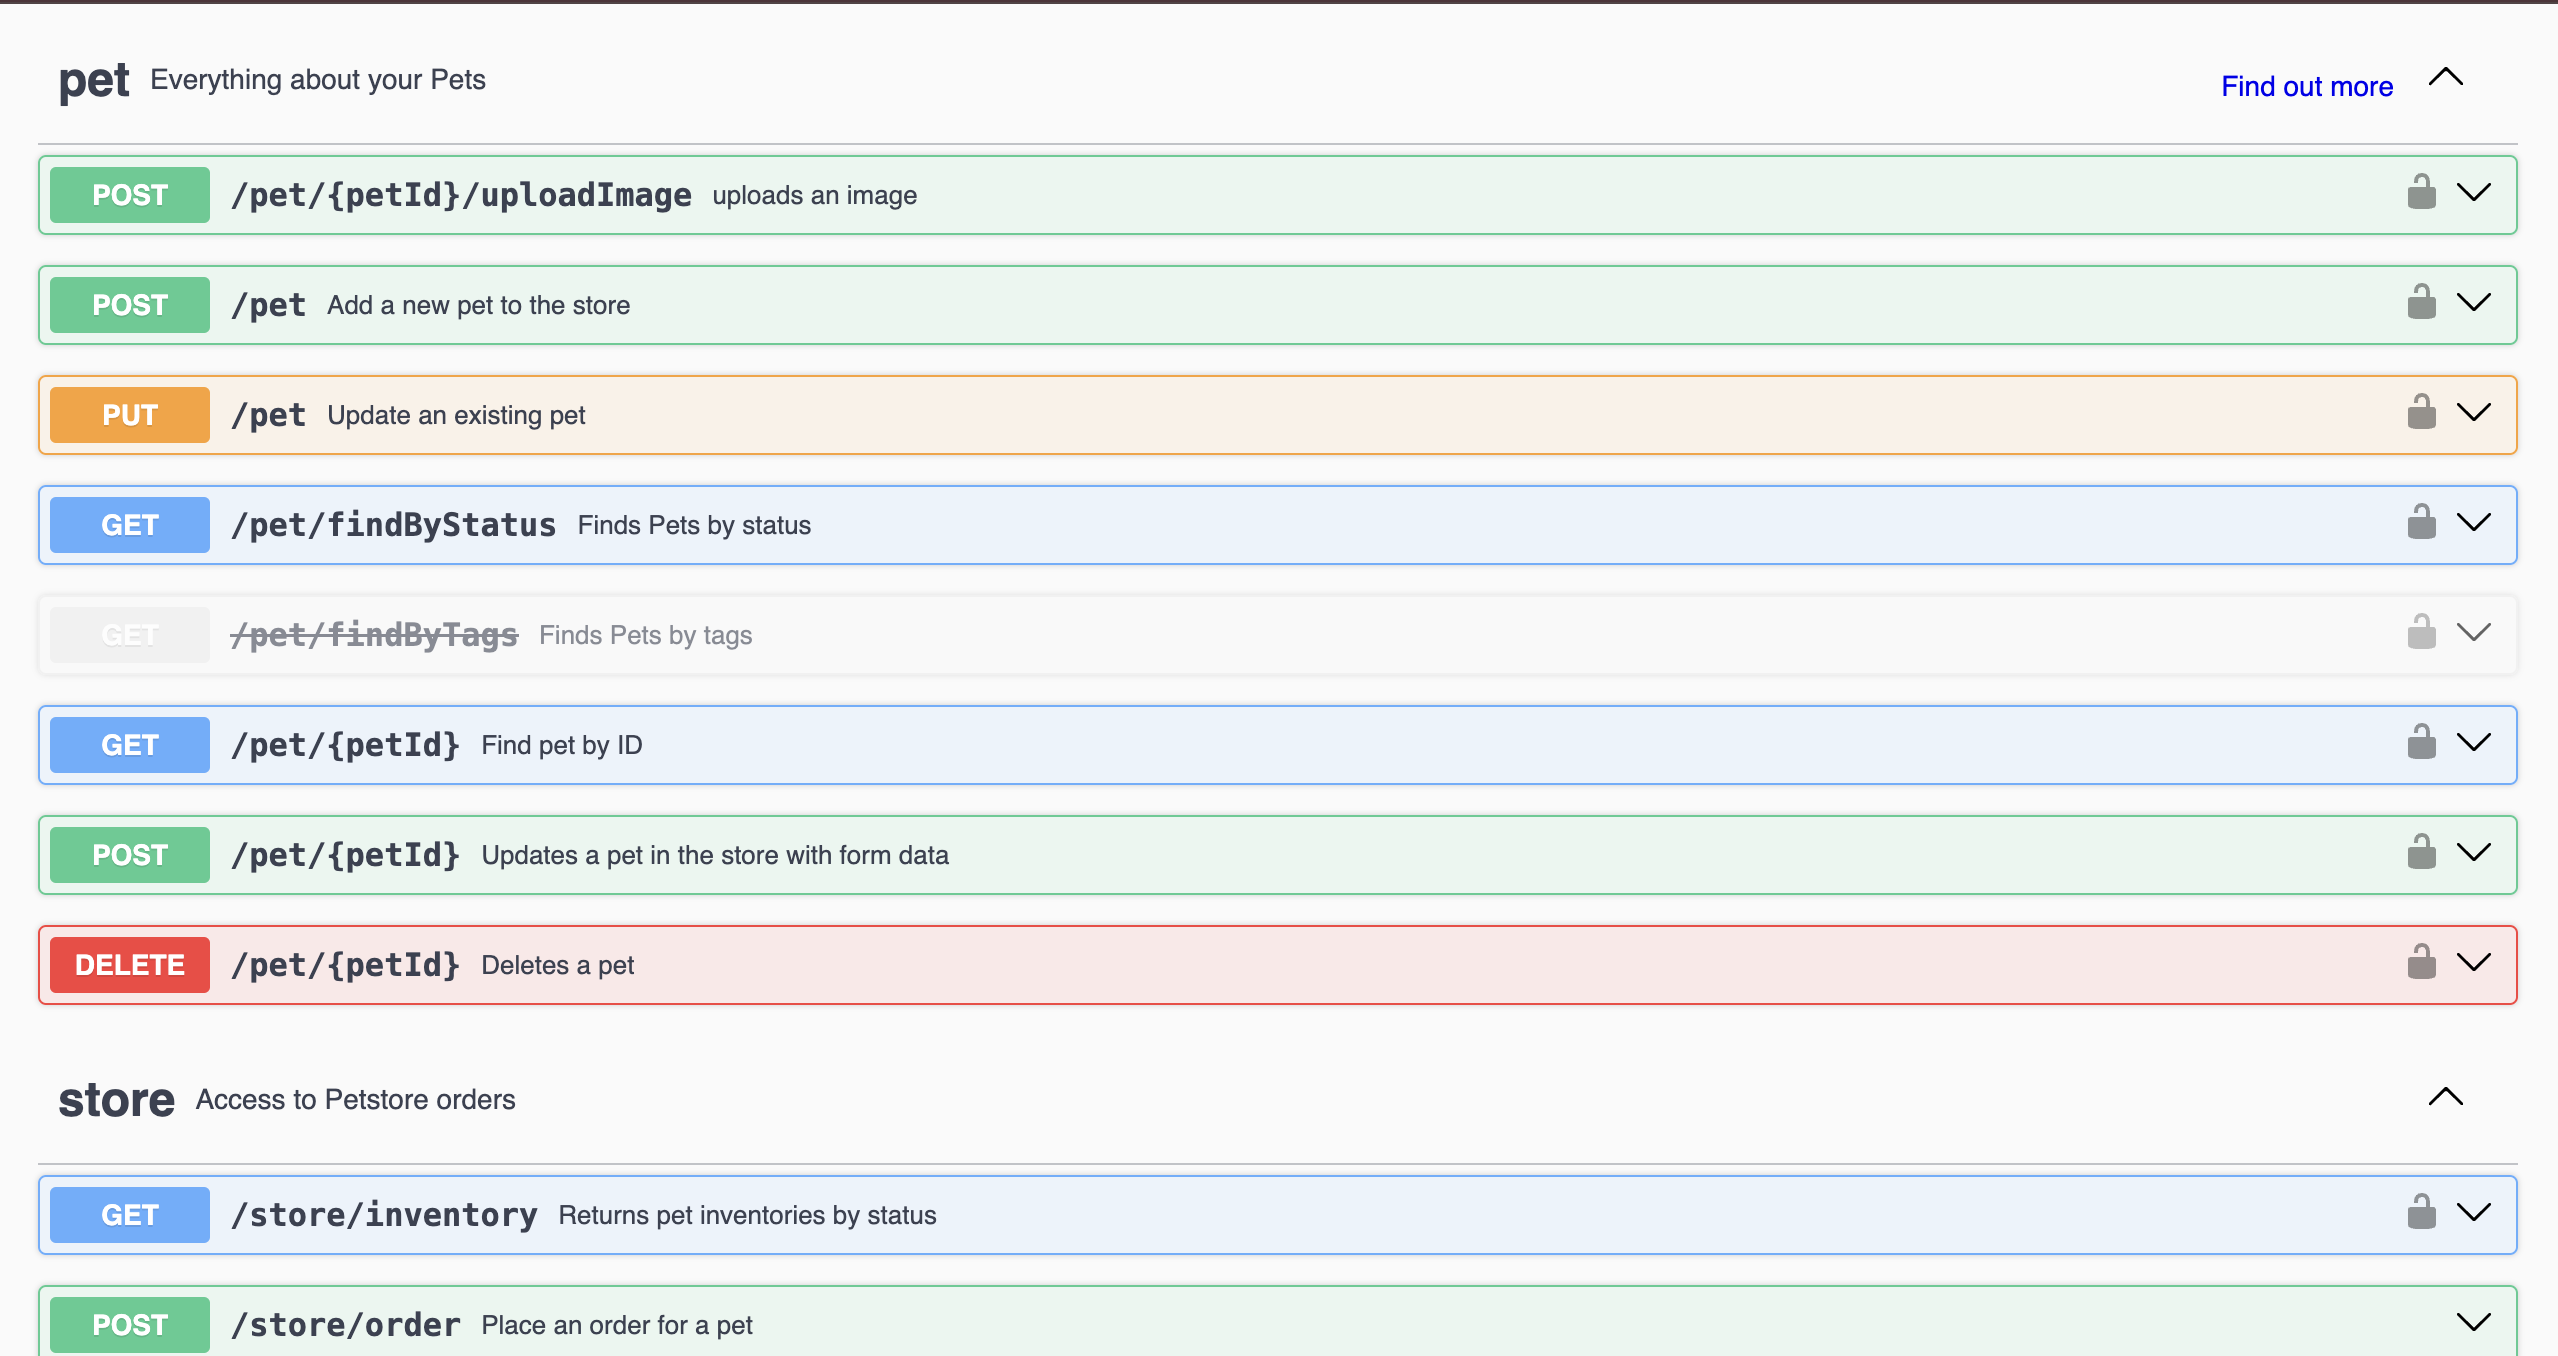 pet Everything about your Pets Find out more
POST /pet/{petId}/uploadImage uploads an image
POST /pet Add a new pet to the store
PUT /pet Update an existing pet
GET /pet/findByStatus Finds Pets by status
GET /pet/findByTags Finds Pets by tags
GET /pet/{petId} Find pet by ID
POST /pet/{petId} Updates a pet in the store with form data
DELETE /pet/{petId} Deletes a pet
store Access to Petstore orders
GET /store/inventory Returns pet inventories by status
POST /store/order Place an order for a pet